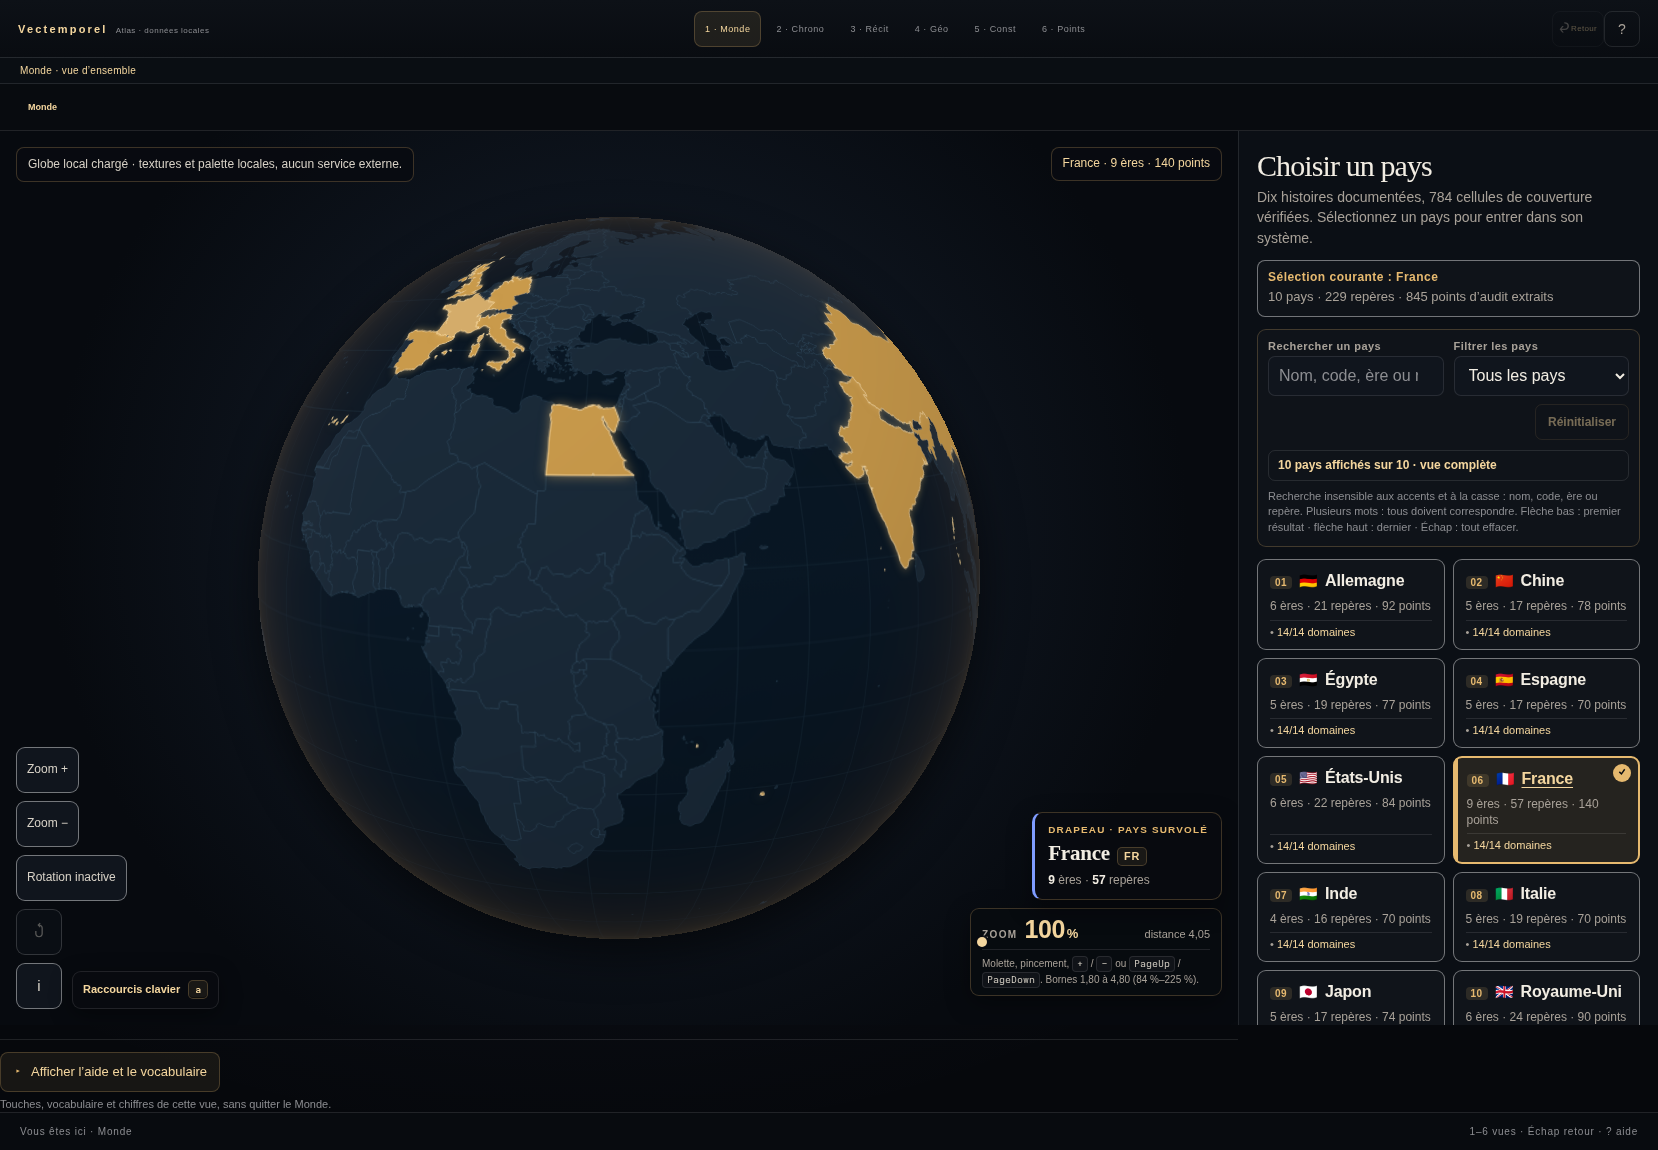 Vectemporel Atlas · données locales
1 · Monde
2 · Chrono
3 · Récit
4 · Géo
5 · Const
6 · Points
Retour
?
Monde · vue d’ensemble
Monde
Globe local chargé · textures et palette locales, aucun service externe.
France · 9 ères · 140 points
Zoom +
Zoom −
Rotation inactive
i
Raccourcis clavier a
DRAPEAU · PAYS SURVOLÉ
France FR
9 ères · 57 repères
ZOOM 100 % distance 4,05
Molette, pincement, + / − ou PageUp /
PageDown. Bornes 1,80 à 4,80 (84 %–225 %).
Choisir un pays
Dix histoires documentées, 784 cellules de couverture
vérifiées. Sélectionnez un pays pour entrer dans son
système.
Sélection courante : France
10 pays · 229 repères · 845 points d’audit extraits
Rechercher un pays
Filtrer les pays
Nom, code, ère ou r
Tous les pays
Réinitialiser
10 pays affichés sur 10 · vue complète
Recherche insensible aux accents et à la casse : nom, code, ère ou
repère. Plusieurs mots : tous doivent correspondre. Flèche bas : premier
résultat · flèche haut : dernier · Échap : tout effacer.
01 Allemagne
6 ères · 21 repères · 92 points
• 14/14 domaines
02 Chine
5 ères · 17 repères · 78 points
• 14/14 domaines
03 Égypte
5 ères · 19 repères · 77 points
• 14/14 domaines
04 Espagne
5 ères · 17 repères · 70 points
• 14/14 domaines
05 États-Unis
6 ères · 22 repères · 84 points
• 14/14 domaines
06 France
9 ères · 57 repères · 140
points
• 14/14 domaines
07 Inde
4 ères · 16 repères · 70 points
• 14/14 domaines
08 Italie
5 ères · 19 repères · 70 points
• 14/14 domaines
09 Japon
5 ères · 17 repères · 74 points
10 Royaume-Uni
6 ères · 24 repères · 90 points
Afficher l’aide et le vocabulaire
Touches, vocabulaire et chiffres de cette vue, sans quitter le Monde.
Vous êtes ici · Monde
1–6 vues · Échap retour · ? aide